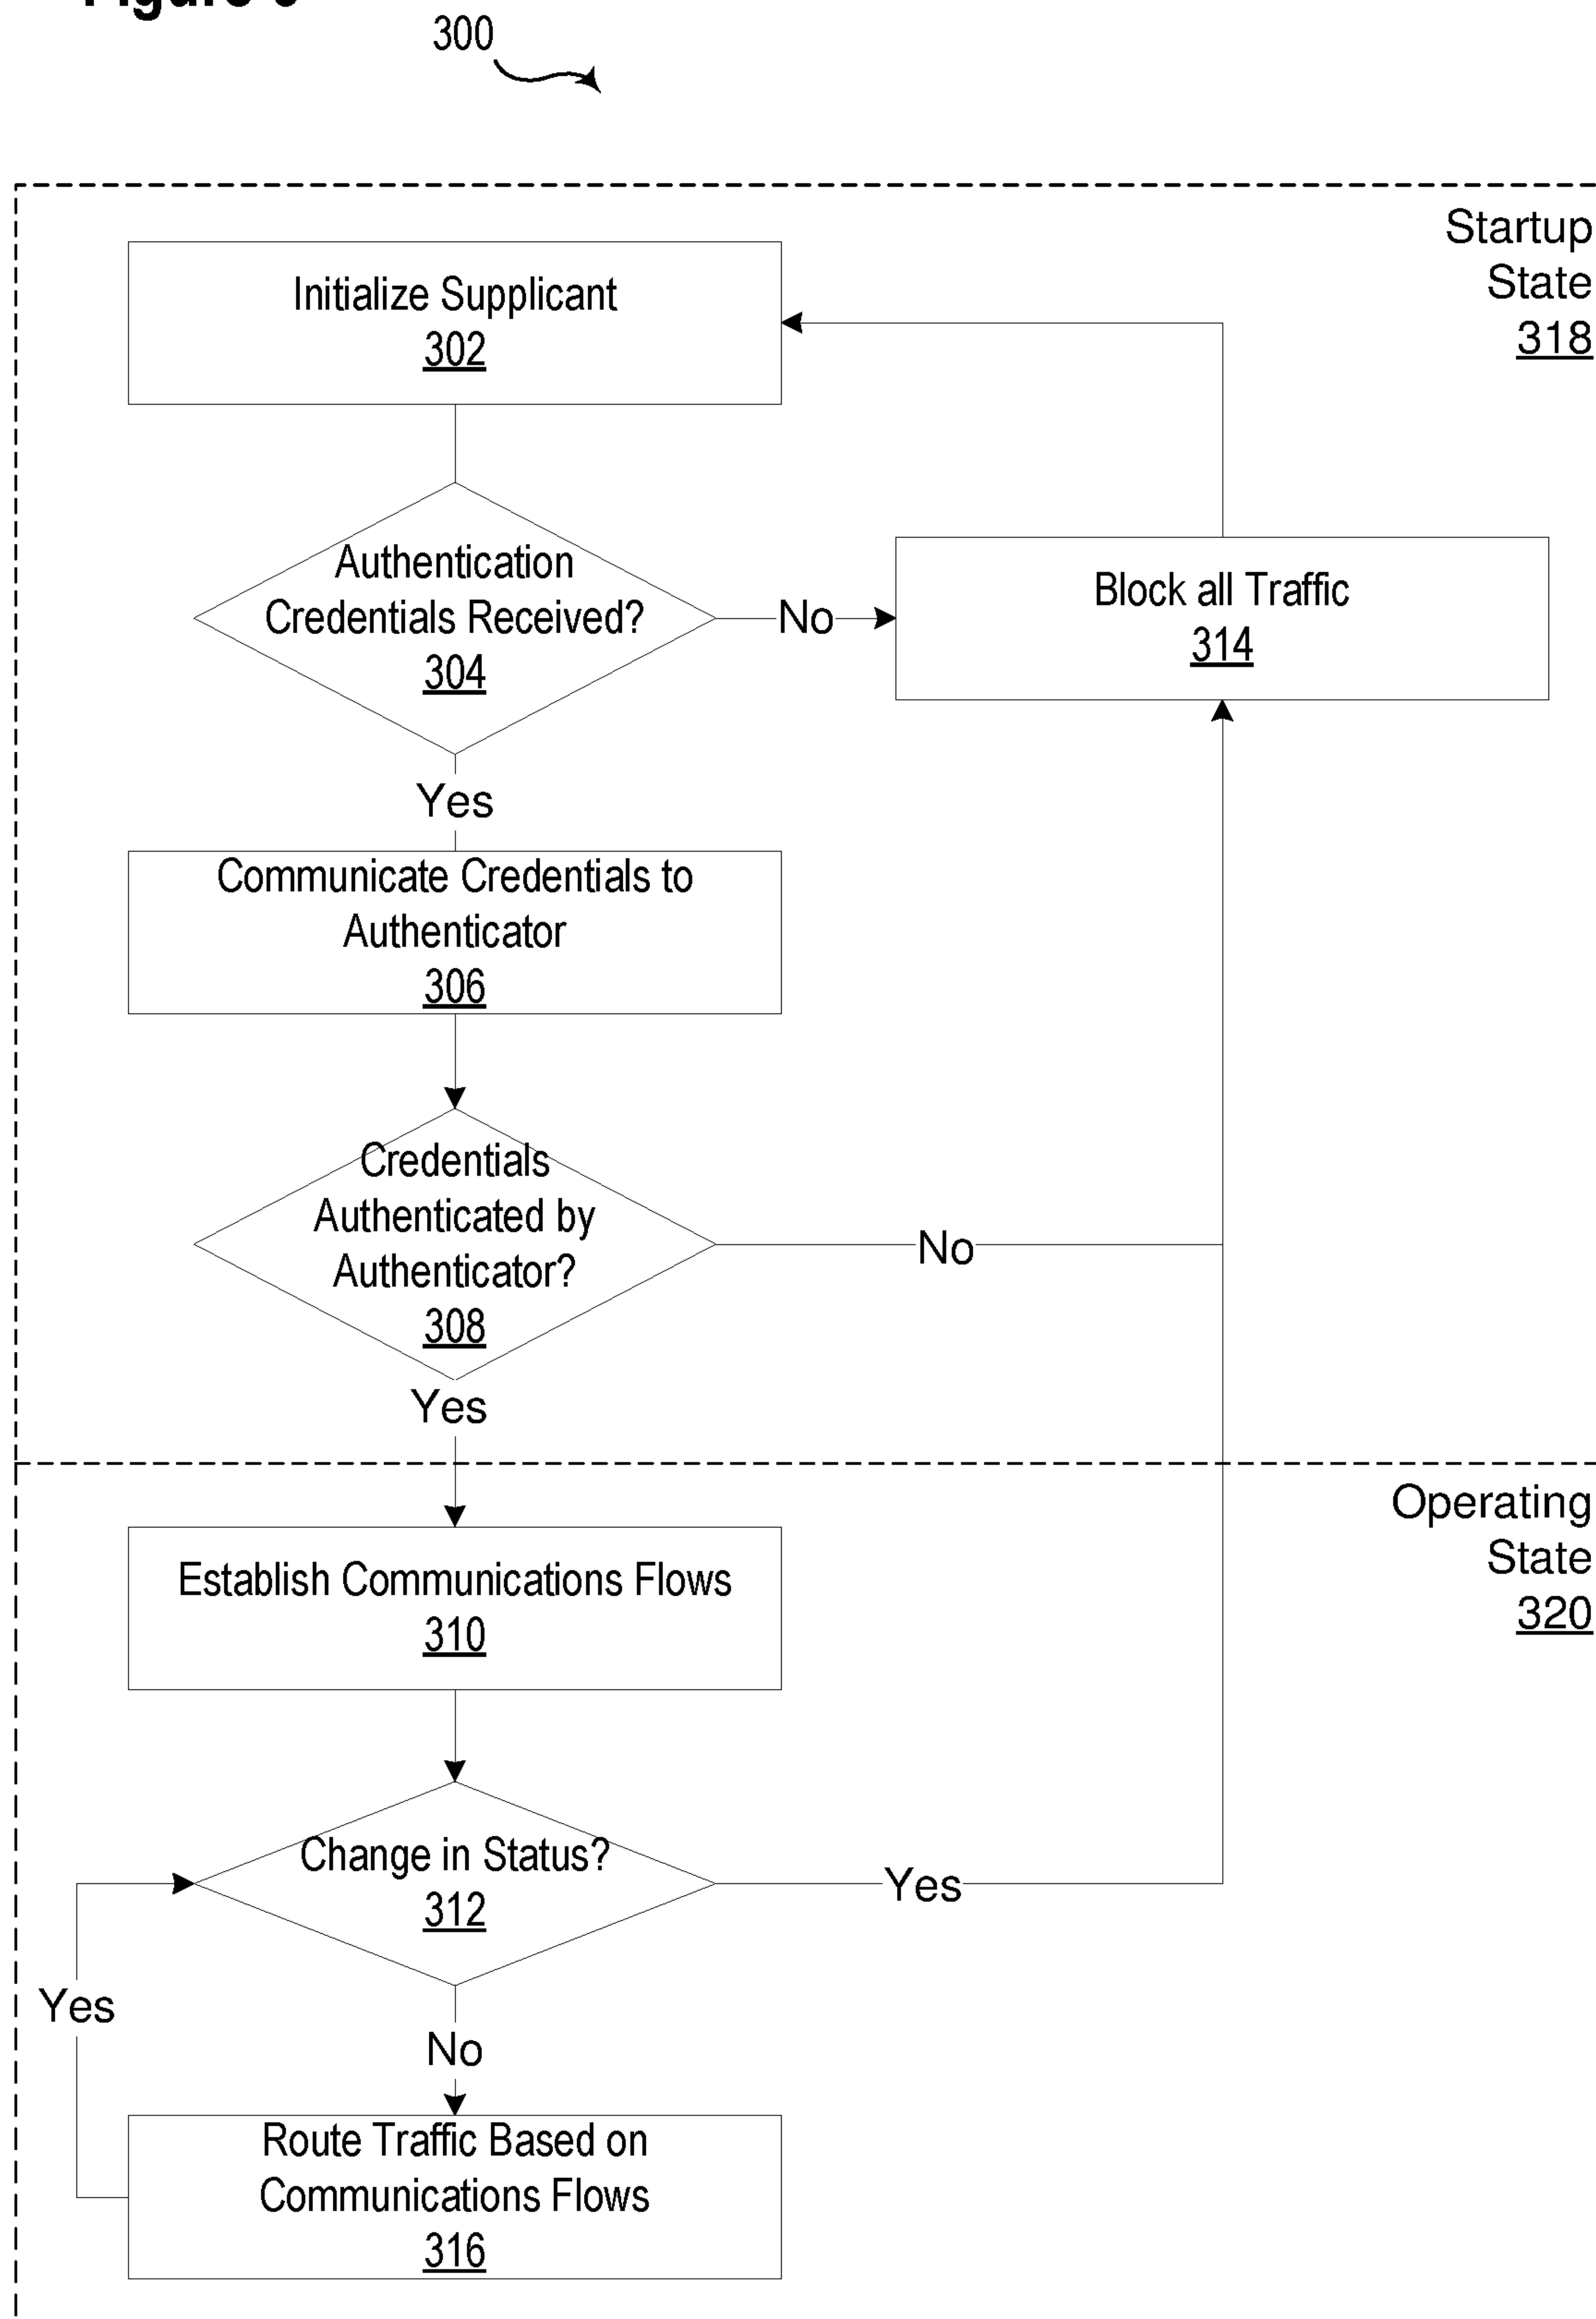 300
Startup
State
318
Initialize Supplicant
302
Authentication
Credentials Received?
304
No
Block all Traffic
314
Yes
Communicate Credentials to
Authenticator
306
Credentials
Authenticated by
Authenticator?
308
No
Yes
Operating
State
320
Establish Communications Flows
310
Change in Status?
312
Yes
Yes
No
Route Traffic Based on
Communications Flows
316